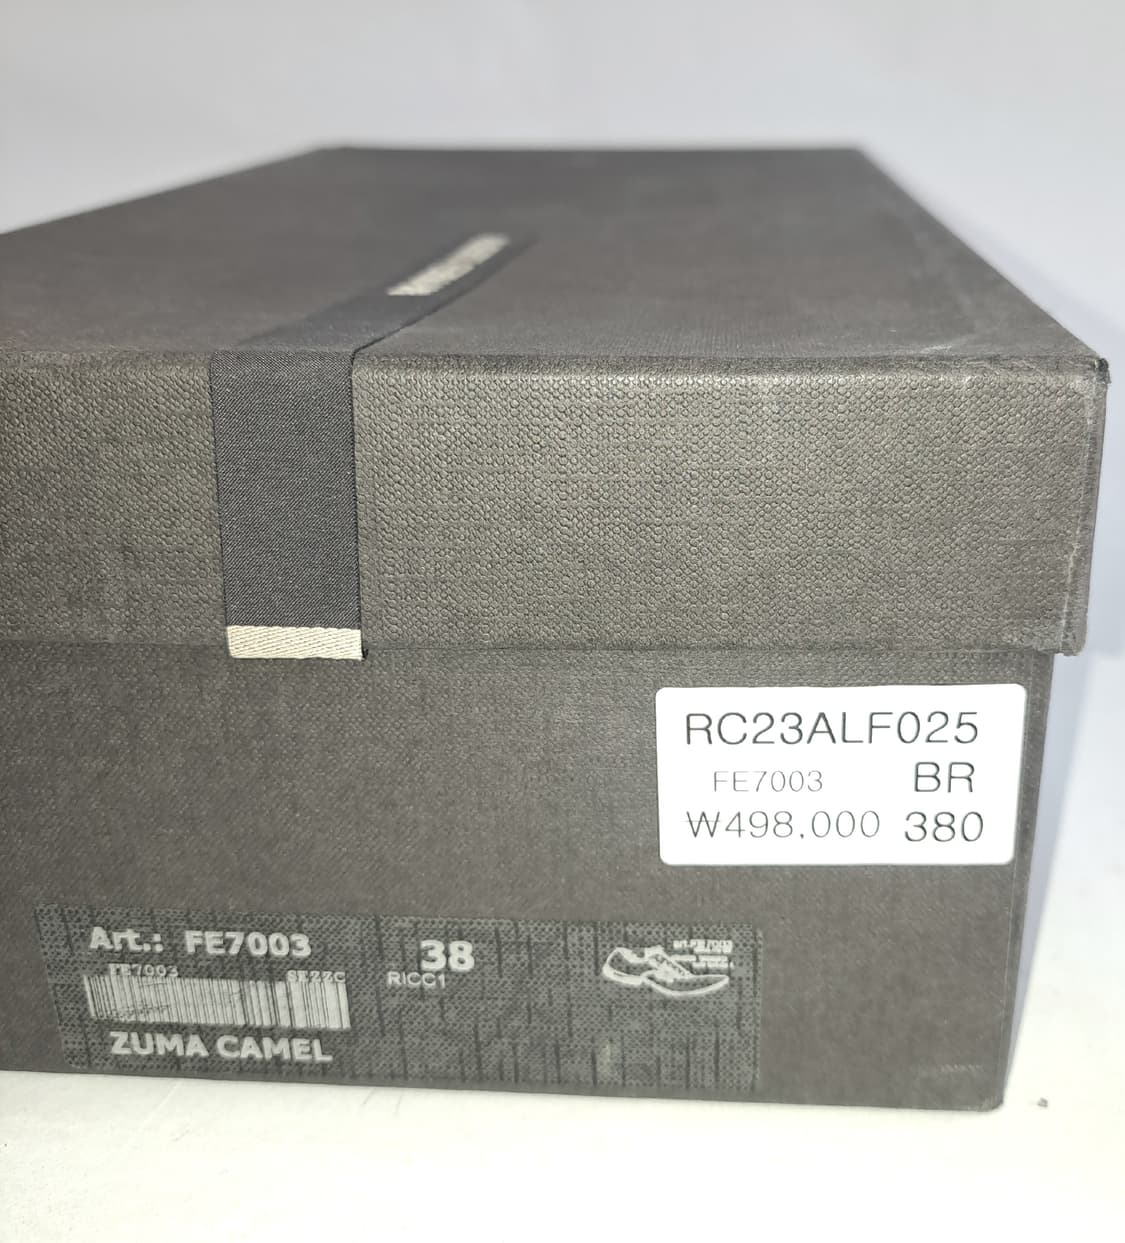 RC23ALF025
FE7003 BR
₩498,000 380
Art.: FE7003 38
FE7003
RICC1
ZUMA CAMEL